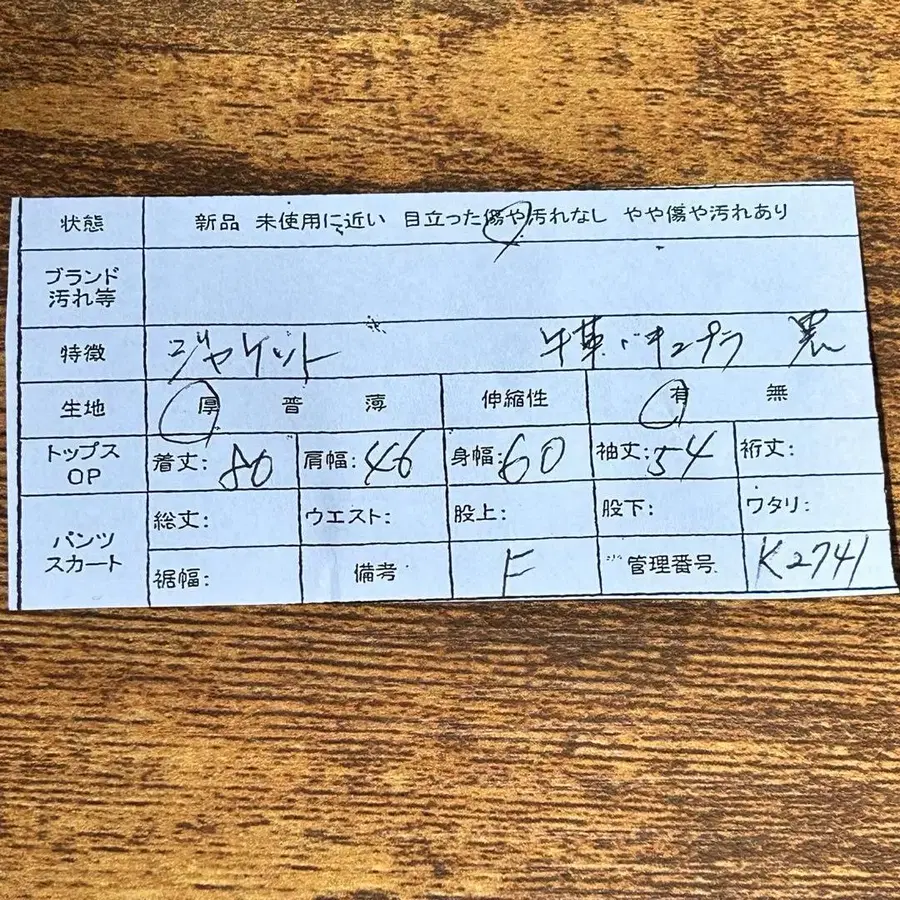 状態 新品 未使用に近い 目立った傷や汚れなし やや傷や汚れあり
ブランド
汚れ等
特徴 ジャケット 牛革・キュプラ 黒
生地 厚 普 薄 伸縮性 有 無
トップス
OP
着丈: 80 肩幅: 46 身幅: 60 袖丈: 54 裄丈:
パンツ
スカート
総丈: ウエスト: 股上: 股下: ワタリ:
裾幅: 備考 F 管理番号 K2741